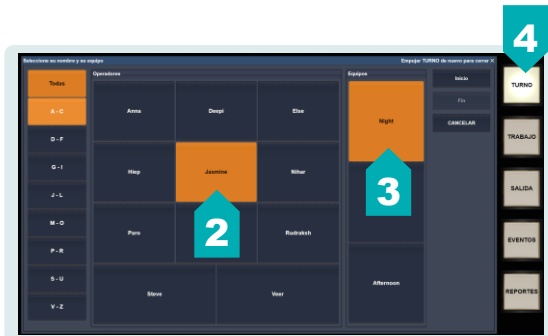 4
Seleccione su nombre y su equipo
Empujar TURNO de nuevo para cerrar X
Todas
A - C
D - F
G - I
J - L
M - O
P - R
S - U
V - Z
Operadores
Anna
Deepi
Else
Hiep
Jasmine
Nihar
Paro
2
Rudraksh
Steve
Veer
Equipos
Night
3
Afternoon
Inicio
Fin
CANCELAR
TURNO
TRABAJO
SALIDA
EVENTOS
REPORTES